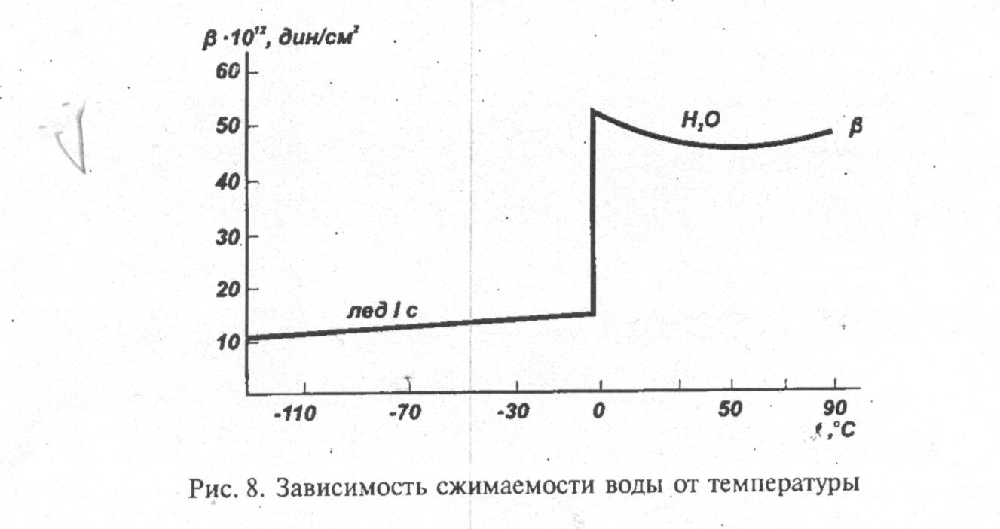 β·10¹², дин/см²
60
50
40
30
20
10
H₂O
β
лед I c
-110 -70 -30 0 50 90
t,°C
Рис. 8. Зависимость сжимаемости воды от температуры